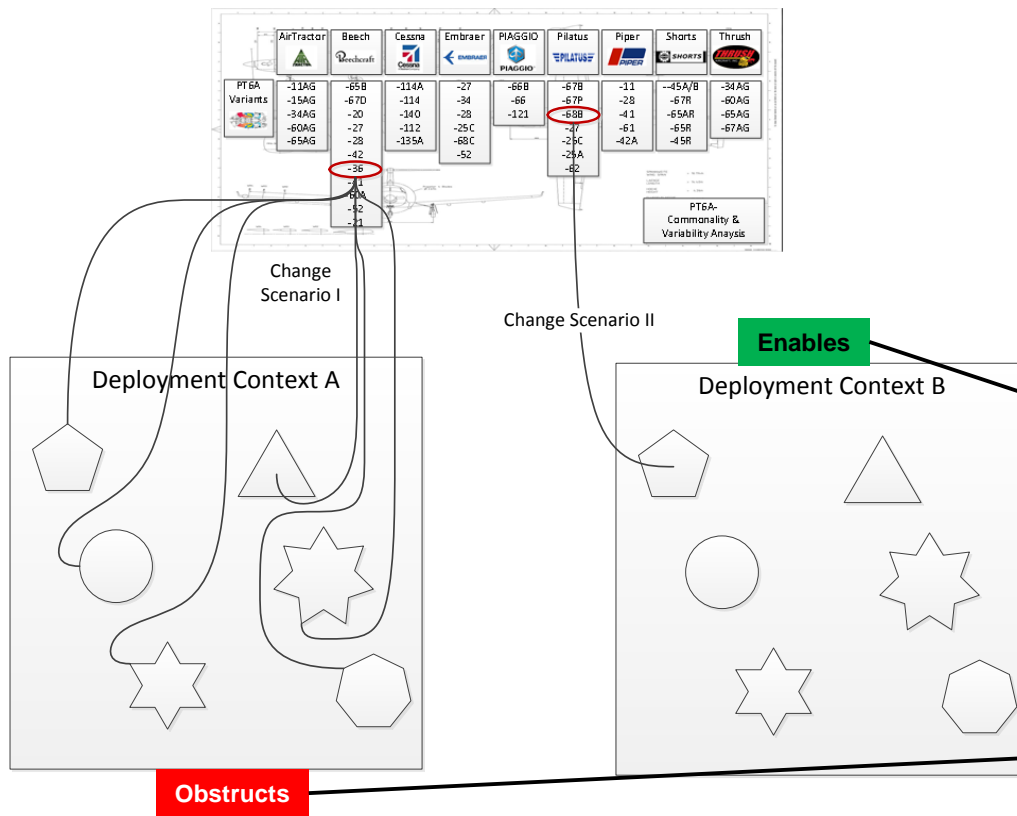 AirTractor Beech Cessna Embraer PIAGGIO Pilatus Piper Shorts Thrush
Beechcraft Cessna EMBRAER PIAGGIO PILATUS PIPER SHORTS THRUSH
PT6A
Variants
-11AG
-15AG
-34AG
-60AG
-65AG
-65B
-67D
-20
-27
-28
-42
-36
-41
-60A
-52
-21
-114A
-114
-140
-112
-135A
-27
-34
-28
-25C
-68C
-52
-66B
-66
-121
-67B
-67P
-68B
-27
-25C
-25A
-62
-11
-28
-41
-61
-42A
--45A/B
-67R
-65AR
-65R
-45R
-34AG
-60AG
-65AG
-67AG
PT6A-
Commonality &
Variability Anaysis
Change
Scenario I
Change Scenario II
Enables
Deployment Context A
Deployment Context B
Obstructs